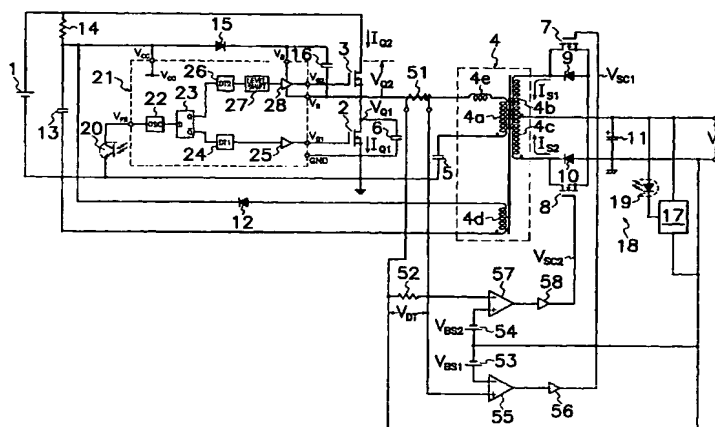 14
15
7
VCC
VB
16
3
IQ2
4
9
21
VCC
26
VS2
VQ2
51
4e
IS1
VSC1
1
22
23
DT2
LEVEL SHIFT
27
28
VS
2
VQ1
4b
4a
4c
11
VFB
OSC
6
13
20
24
DT1
25
VS1
IQ1
5
IS2
10
19
GND
8
17
12
4d
18
52
57
58
VSC2
VDT
VBS2
54
VBS1
53
55
56